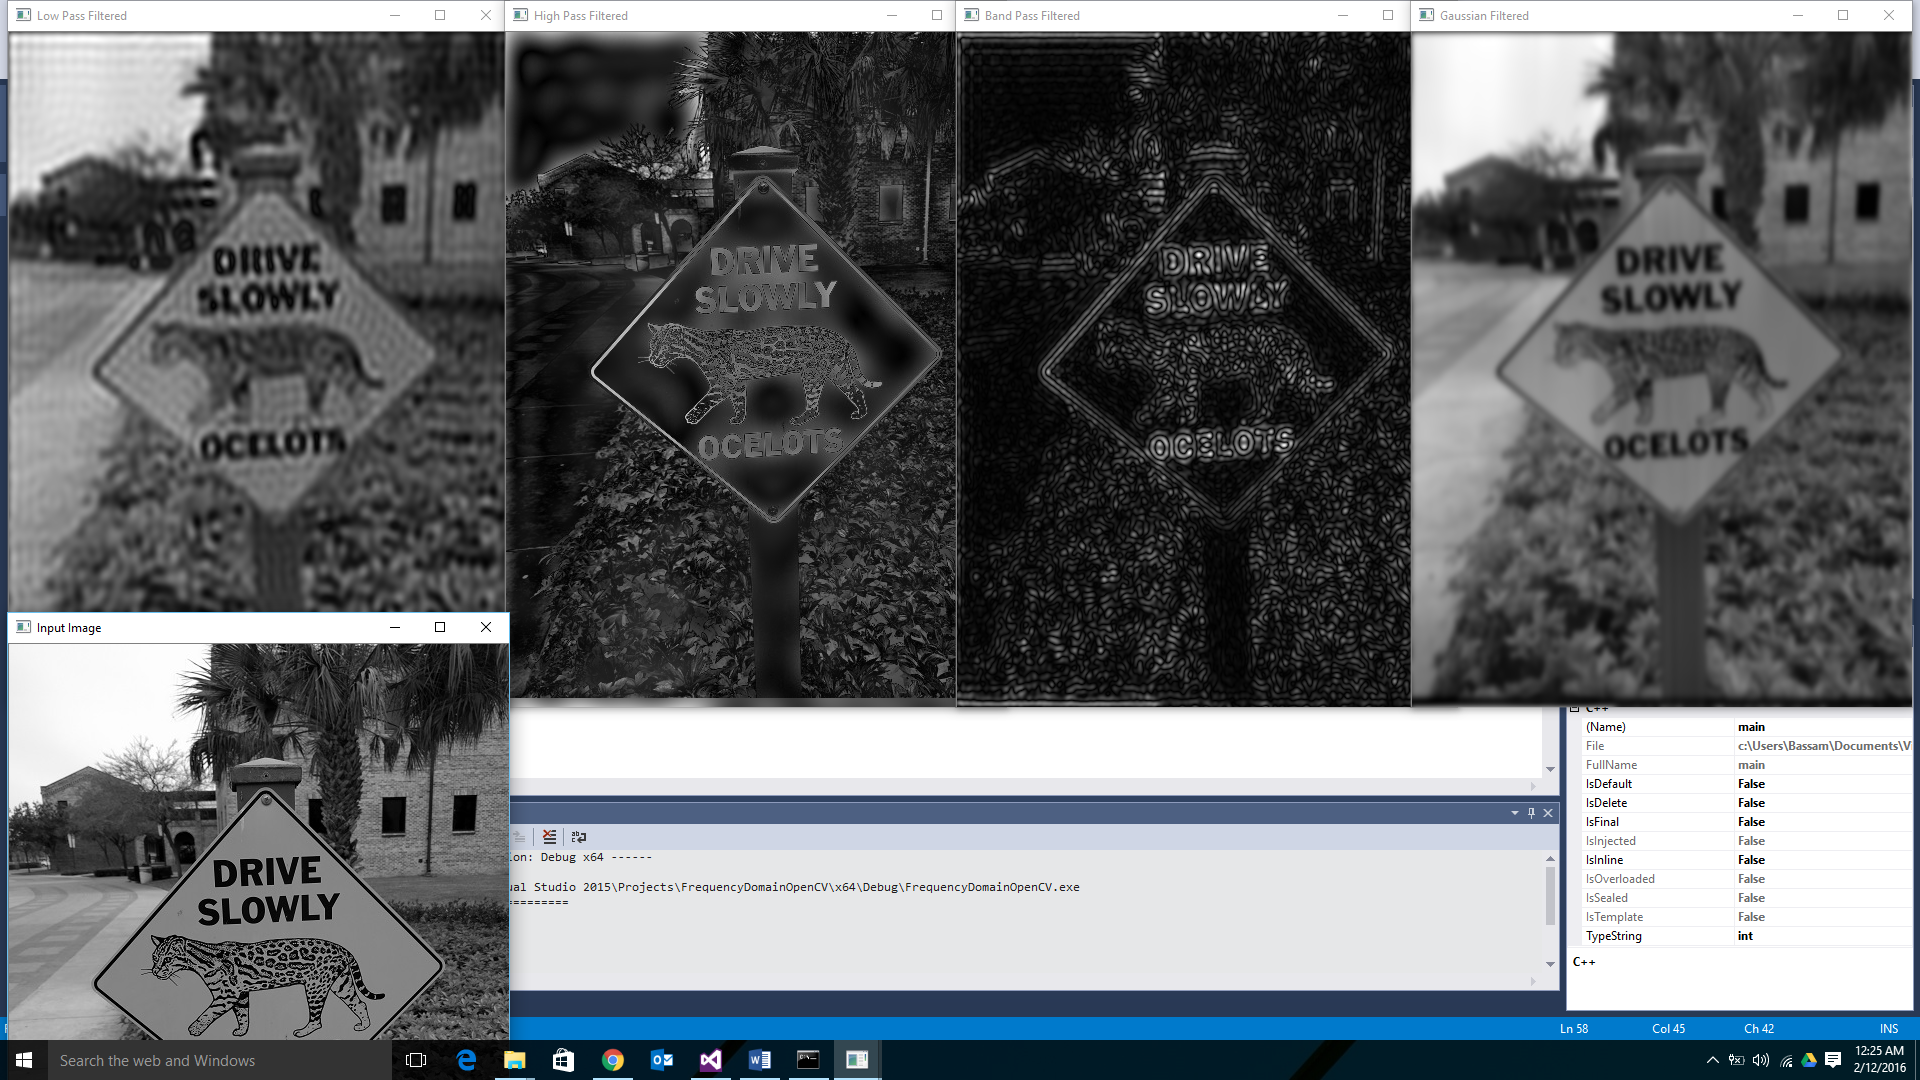 Low Pass Filtered
High Pass Filtered
Band Pass Filtered
Gaussian Filtered
DRIVE
SLOWLY
OCELOTS
DRIVE
SLOWLY
OCELOTS
DRIVE
SLOWLY
OCELOTS
DRIVE
SLOWLY
OCELOTS
Input Image
DRIVE
SLOWLY
C++
(Name) main
File c:\Users\Bassam\Documents\V
FullName main
IsDefault False
IsDelete False
IsFinal False
IsInjected False
IsInline False
IsOverloaded False
IsSealed False
IsTemplate False
TypeString int
C++
ion: Debug x64 ------
ual Studio 2015\Projects\FrequencyDomainOpenCV\x64\Debug\FrequencyDomainOpenCV.exe
=========
Ln 58 Col 45 Ch 42 INS
Search the web and Windows
12:25 AM
2/12/2016